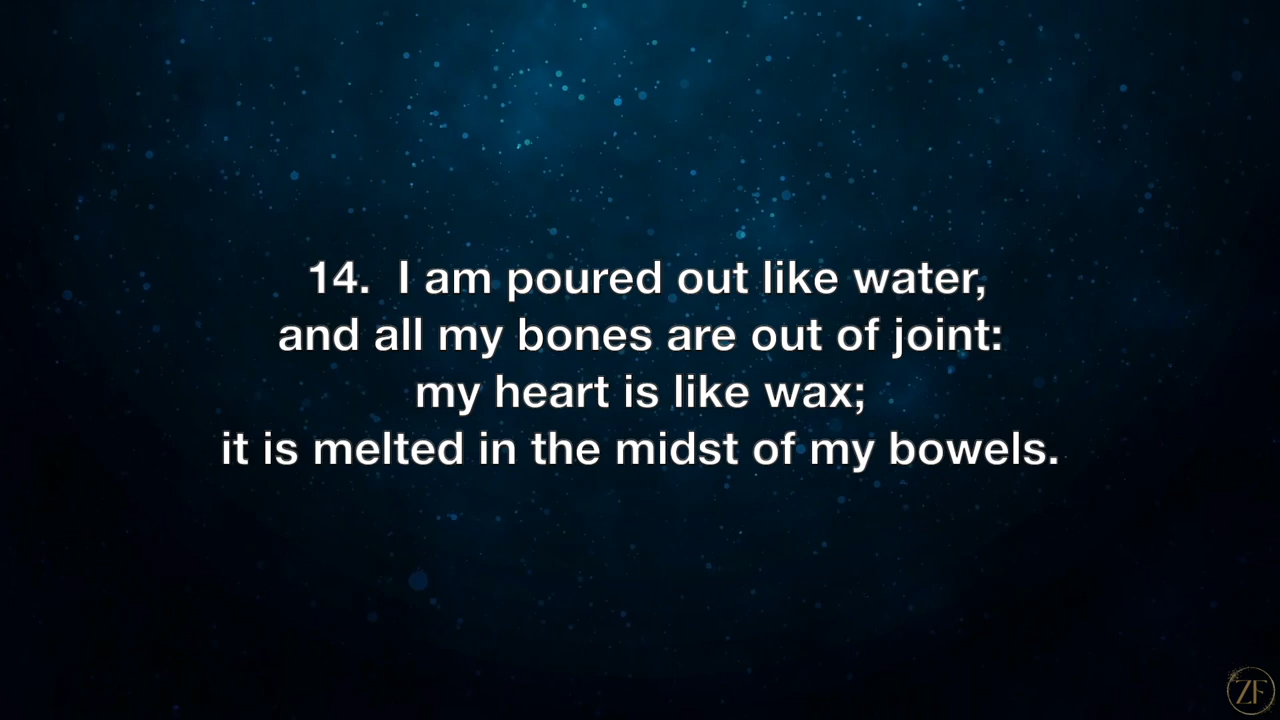 14.  I am poured out like water,
and all my bones are out of joint:
my heart is like wax;
it is melted in the midst of my bowels.
ZF